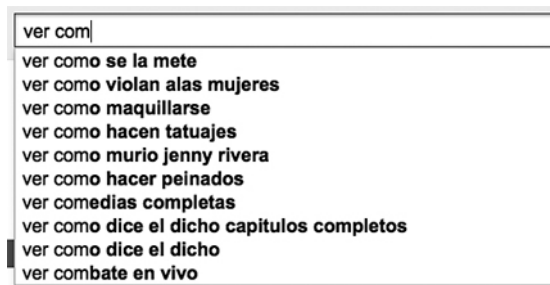 ver com
ver como se la mete
ver como violan alas mujeres
ver como maquillarse
ver como hacen tatuajes
ver como murio jenny rivera
ver como hacer peinados
ver comedias completas
ver como dice el dicho capitulos completos
ver como dice el dicho
ver combate en vivo